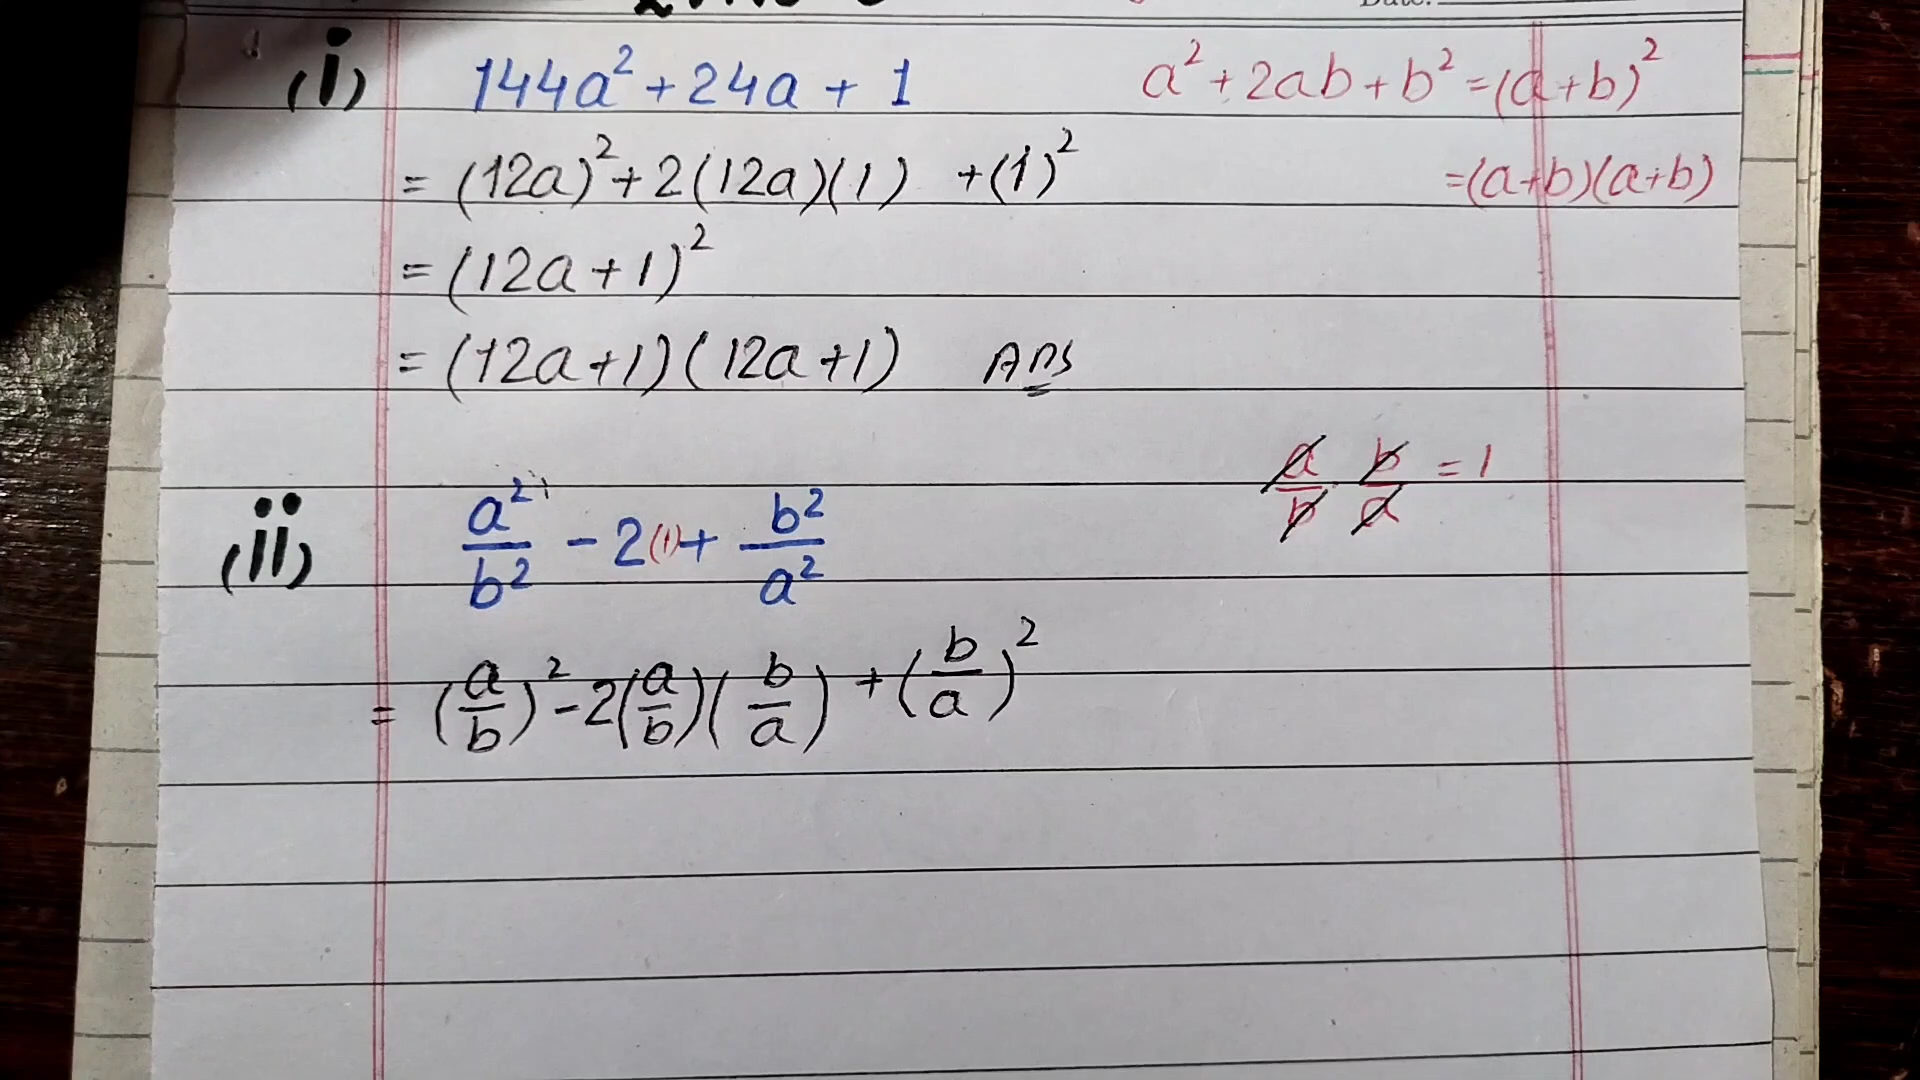 Date:
(i) 144a² + 24a + 1 a² + 2ab + b² = (a+b)²
= (12a)² + 2(12a)(1) + (1)² = (a+b)(a+b)
= (12a + 1)²
= (12a+1)(12a+1) Ans
a/b · b/a = 1
(ii) a²/b² - 2(1) + b²/a²
= (a/b)² - 2(a/b)(b/a) + (b/a)²